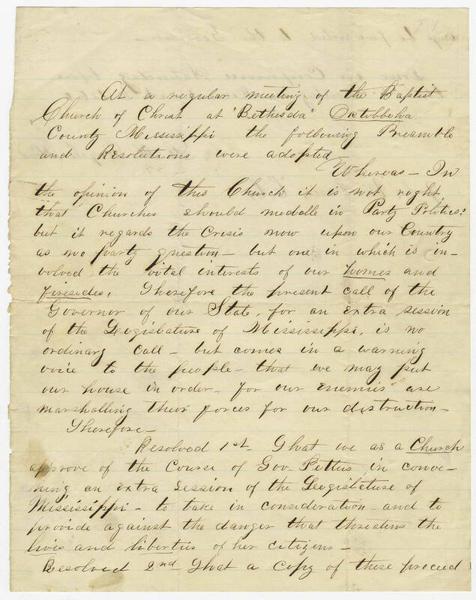 At a regular meeting of the Baptist
Church of Christ at "Bethesda" Oktobbeha
County Mississippi the following Preamble
and Resolutions were adopted
Whereas - In
the opinion of this Church it is not right
that Churches should meddle in Party Politics:
but it regards the Crisis now upon our Country
as no party question - but one in which is in-
volved the vital interests of our homes and
firesides, Therefore the present call of the
Governor of our State, for an extra session
of the Legislature of Mississippi, is no
ordinary Call - but comes in a warning
voice to the people - that we may put
our house in order - for our enemies are
marshalling their forces for our distruction -
Therefore -
Resolved 1st. That we as a Church
approve of the Course of Gov. Pettus in conve-
ning an extra Session of the Legislature of
Mississippi - to take in consideration - and to
provide against the danger that threatens the
lives and liberties of her citizens -
Resolved 2nd That a Copy of these proceed